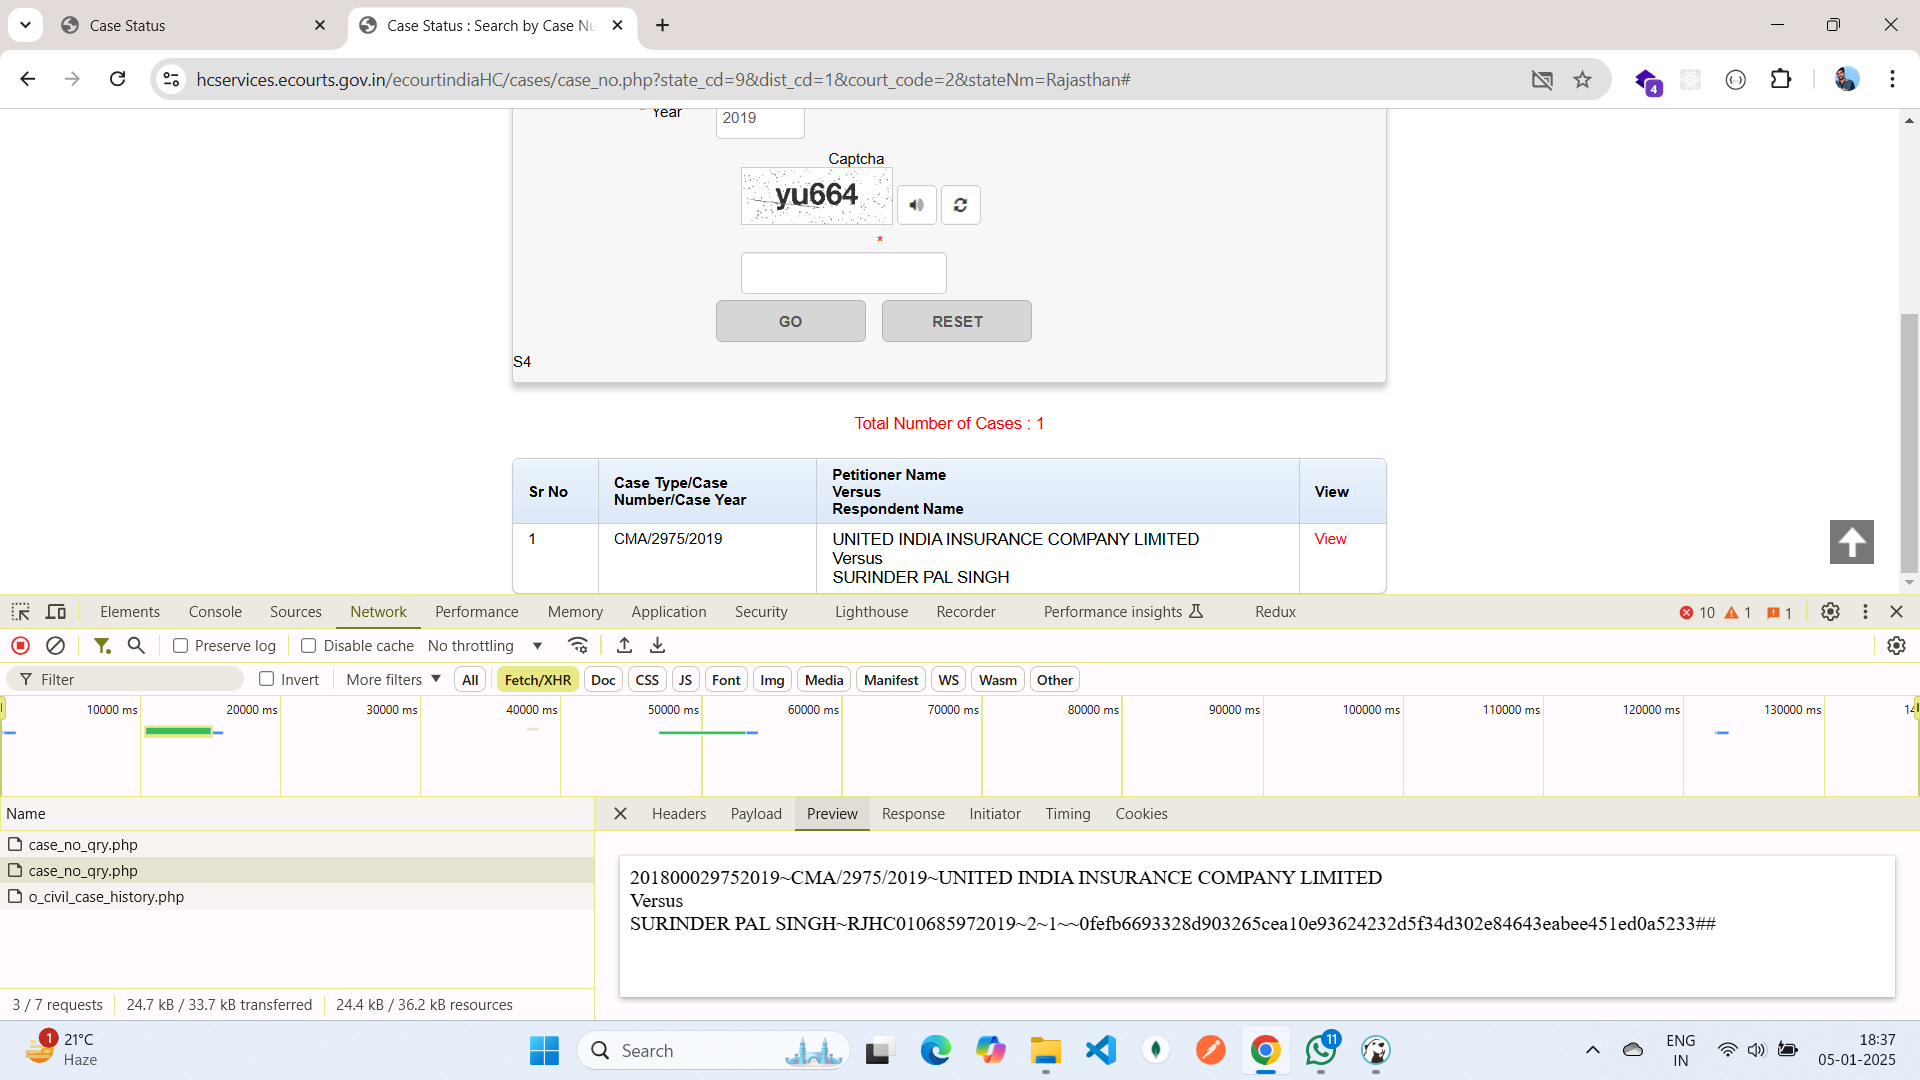 Case Status
Case Status : Search by Case Nu
hcservices.ecourts.gov.in/ecourtindiaHC/cases/case_no.php?state_cd=9&dist_cd=1&court_code=2&stateNm=Rajasthan#
4
* Year
2019
Captcha
yu664
*
GO
RESET
S4
Total Number of Cases : 1
Sr No
Case Type/Case
Number/Case Year
Petitioner Name
Versus
Respondent Name
View
1
CMA/2975/2019
UNITED INDIA INSURANCE COMPANY LIMITED
Versus
SURINDER PAL SINGH
View
Elements Console Sources Network Performance Memory Application Security Lighthouse Recorder Performance insights Redux 10 1 1
Preserve log Disable cache No throttling
Filter Invert More filters All Fetch/XHR Doc CSS JS Font Img Media Manifest WS Wasm Other
10000 ms 20000 ms 30000 ms 40000 ms 50000 ms 60000 ms 70000 ms 80000 ms 90000 ms 100000 ms 110000 ms 120000 ms 130000 ms 14
Name
Headers Payload Preview Response Initiator Timing Cookies
case_no_qry.php
case_no_qry.php
o_civil_case_history.php
201800029752019~CMA/2975/2019~UNITED INDIA INSURANCE COMPANY LIMITED
Versus
SURINDER PAL SINGH~RJHC010685972019~2~1~~0fefb6693328d903265cea10e93624232d5f34d302e84643eabee451ed0a5233##
3 / 7 requests 24.7 kB / 33.7 kB transferred 24.4 kB / 36.2 kB resources
1
21°C
Haze
Search
11
ENG
IN
18:37
05-01-2025